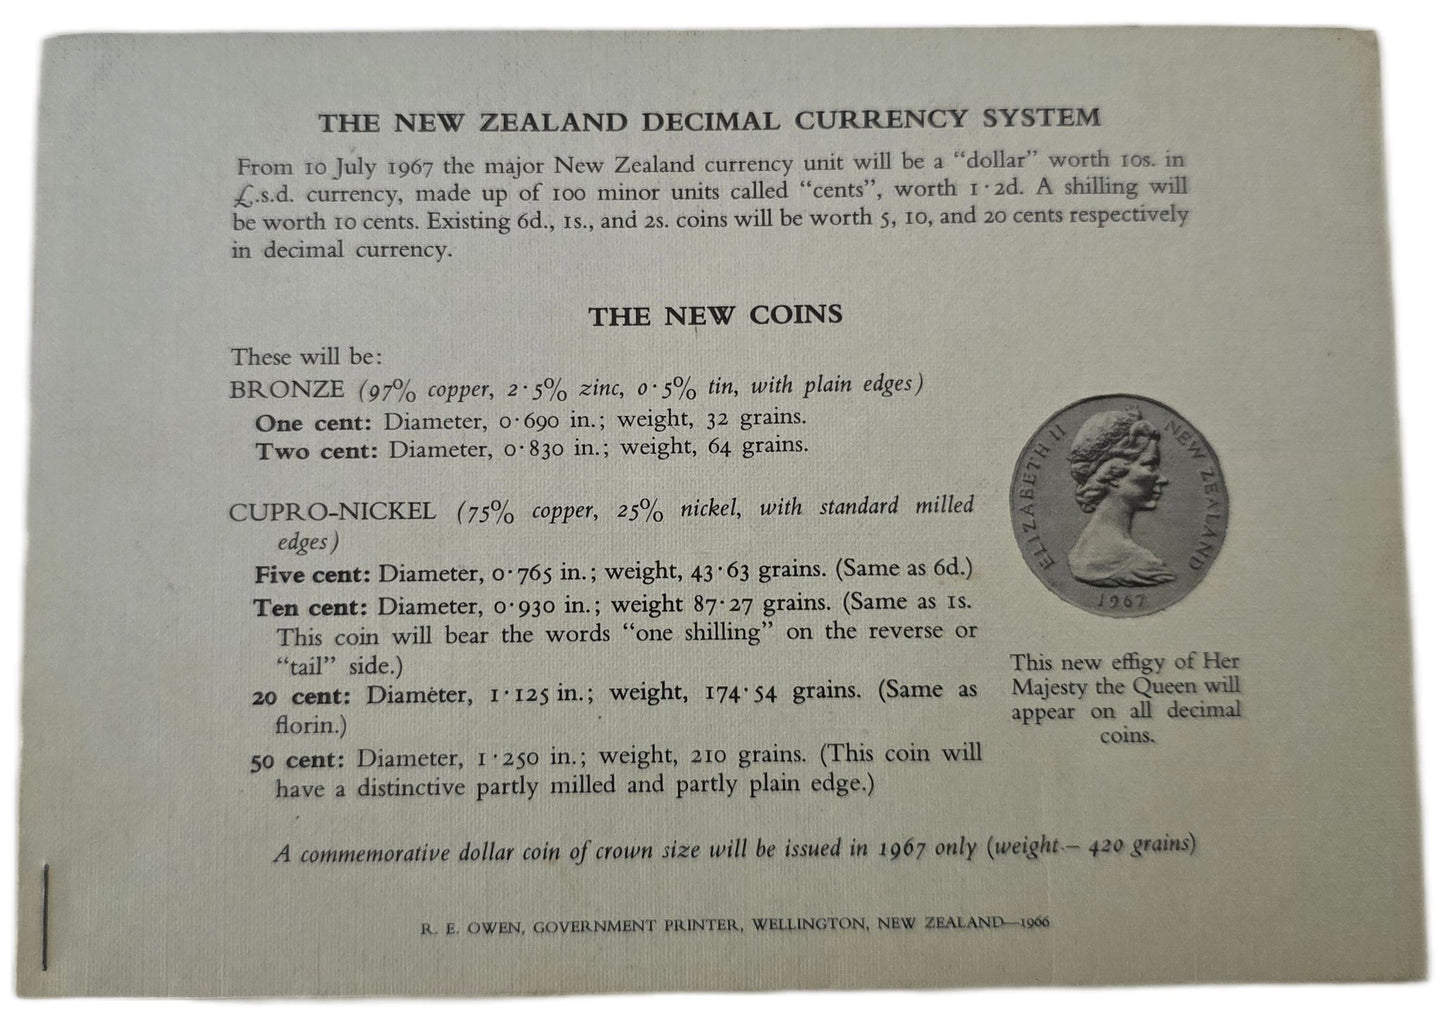 THE NEW ZEALAND DECIMAL CURRENCY SYSTEM
From 10 July 1967 the major New Zealand currency unit will be a “dollar” worth 10s. in
£.s.d. currency, made up of 100 minor units called “cents”, worth 1·2d. A shilling will
be worth 10 cents. Existing 6d., 1s., and 2s. coins will be worth 5, 10, and 20 cents respectively
in decimal currency.
THE NEW COINS
These will be:
BRONZE (97% copper, 2·5% zinc, 0·5% tin, with plain edges)
One cent: Diameter, 0·690 in.; weight, 32 grains.
Two cent: Diameter, 0·830 in.; weight, 64 grains.
CUPRO-NICKEL (75% copper, 25% nickel, with standard milled
edges)
Five cent: Diameter, 0·765 in.; weight, 43·63 grains. (Same as 6d.)
Ten cent: Diameter, 0·930 in.; weight 87·27 grains. (Same as 1s.
This coin will bear the words “one shilling” on the reverse or
“tail” side.)
20 cent: Diameter, 1·125 in.; weight, 174·54 grains. (Same as
florin.)
50 cent: Diameter, 1·250 in.; weight, 210 grains. (This coin will
have a distinctive partly milled and partly plain edge.)
ELIZABETH II NEW ZEALAND
1967
This new effigy of Her
Majesty the Queen will
appear on all decimal
coins.
A commemorative dollar coin of crown size will be issued in 1967 only (weight – 420 grains)
R. E. OWEN, GOVERNMENT PRINTER, WELLINGTON, NEW ZEALAND—1966